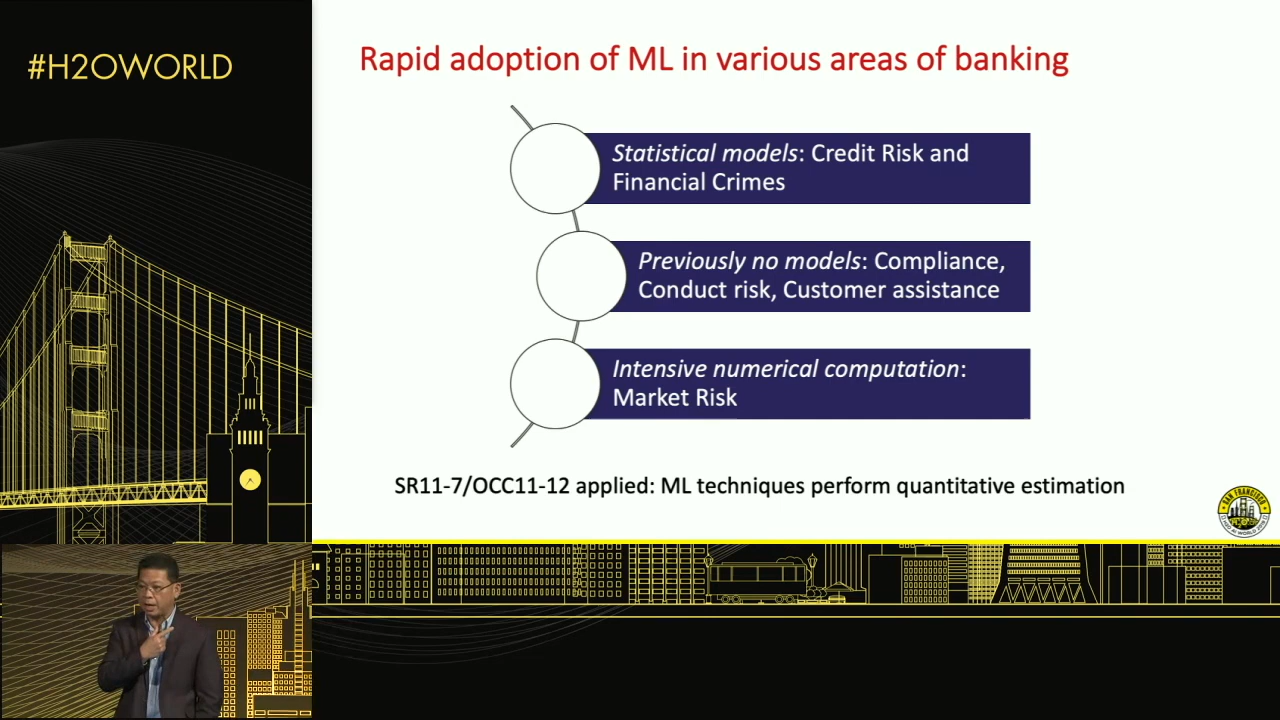 #H2OWORLD
Rapid adoption of ML in various areas of banking
Statistical models: Credit Risk and
Financial Crimes
Previously no models: Compliance,
Conduct risk, Customer assistance
Intensive numerical computation:
Market Risk
SR11-7/OCC11-12 applied: ML techniques perform quantitative estimation
SAN FRANCISCO